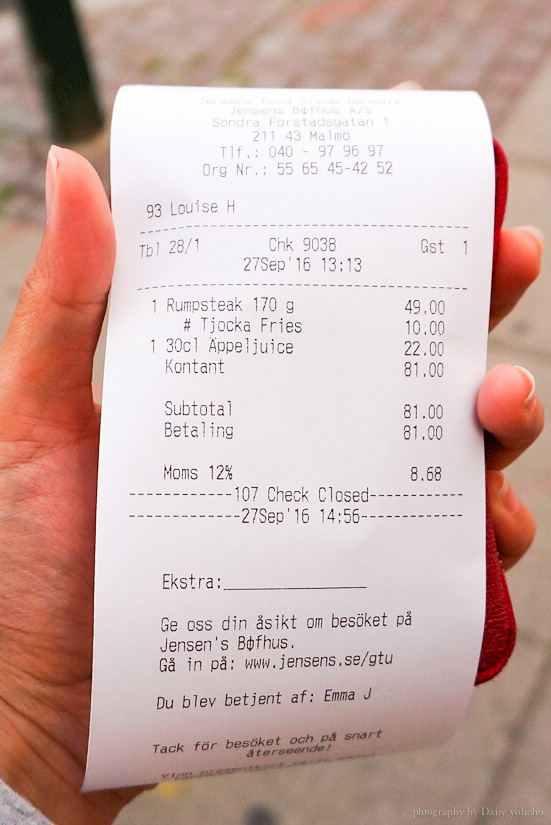 Jensens Food Group Denmark
Jensens Bøfhus A/S
Södra Förstadsgatan 1
211 43 Malmö
Tlf.: 040 - 97 96 97
Org Nr.: 55 65 45-42 52
93 Louise H
Tbl 28/1 Chk 9038 Gst 1
27Sep'16 13:13
1 Rumpsteak 170 g 49.00
# Tjocka Fries 10.00
1 30cl Äppeljuice 22.00
Kontant 81.00
Subtotal 81.00
Betaling 81.00
Moms 12% 8.68
------------107 Check Closed-----------
------------27Sep'16 14:56------------
Ekstra:________________
Ge oss din åsikt om besöket på
Jensen's Bøfhus.
Gå in på: www.jensens.se/gtu
Du blev betjent af: Emma J
Tack för besöket och på snart
återseende!
photography by Daisy yohoho